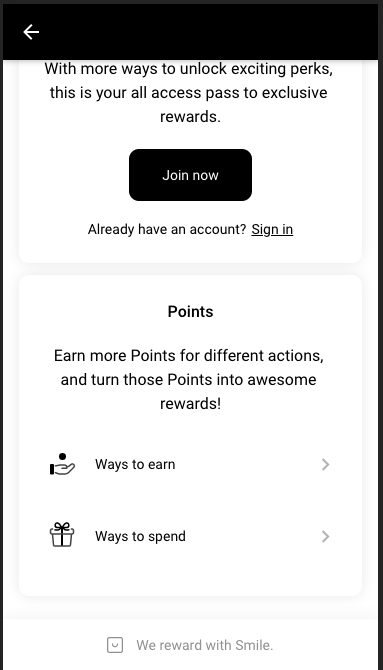 With more ways to unlock exciting perks,
this is your all access pass to exclusive
rewards.
Join now
Already have an account? Sign in
Points
Earn more Points for different actions,
and turn those Points into awesome
rewards!
Ways to earn
Ways to spend
We reward with Smile.